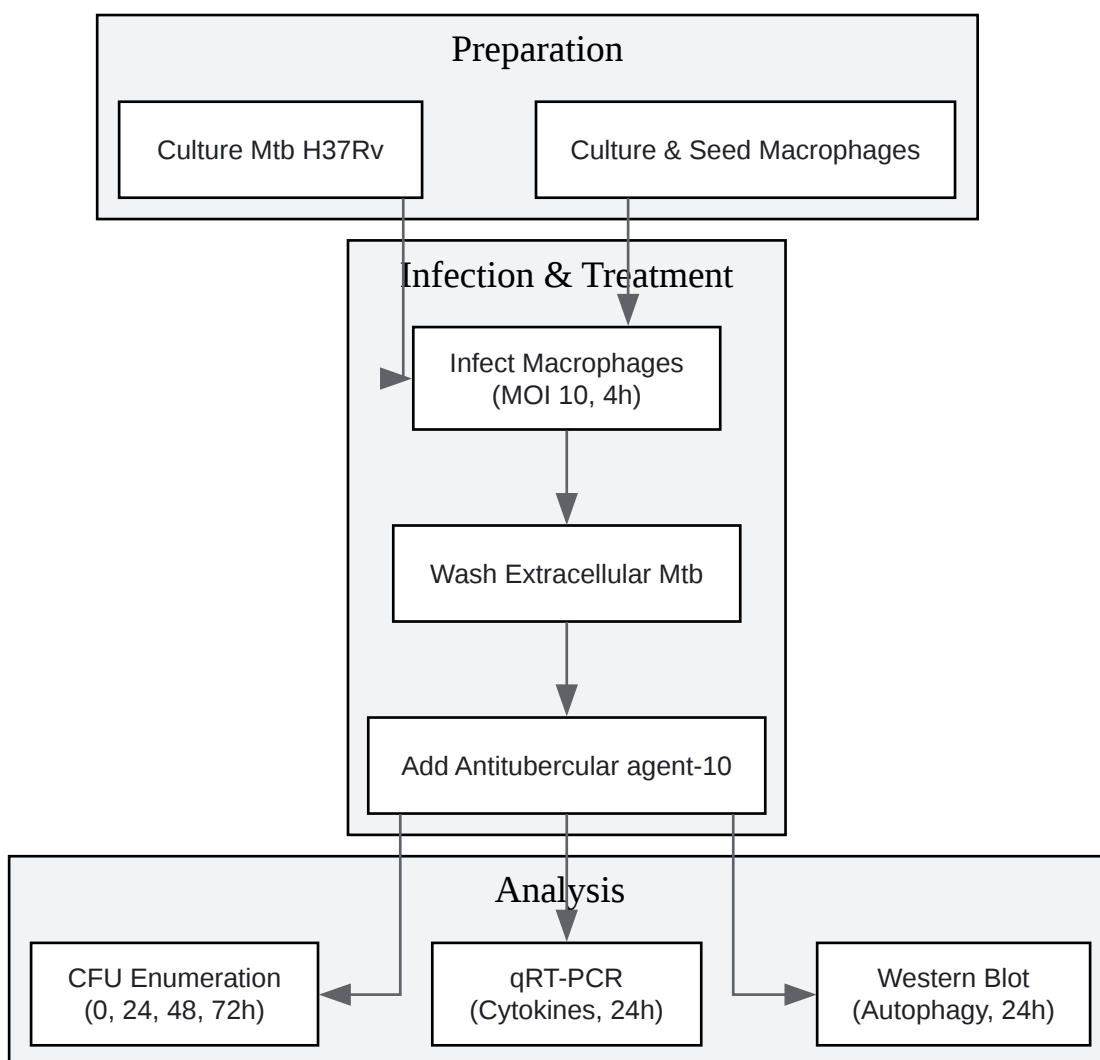 Preparation
Culture Mtb H37Rv
Culture & Seed Macrophages
Infection & Treatment
Infect Macrophages
(MOI 10, 4h)
Wash Extracellular Mtb
Add Antitubercular agent-10
Analysis
CFU Enumeration
(0, 24, 48, 72h)
qRT-PCR
(Cytokines, 24h)
Western Blot
(Autophagy, 24h)